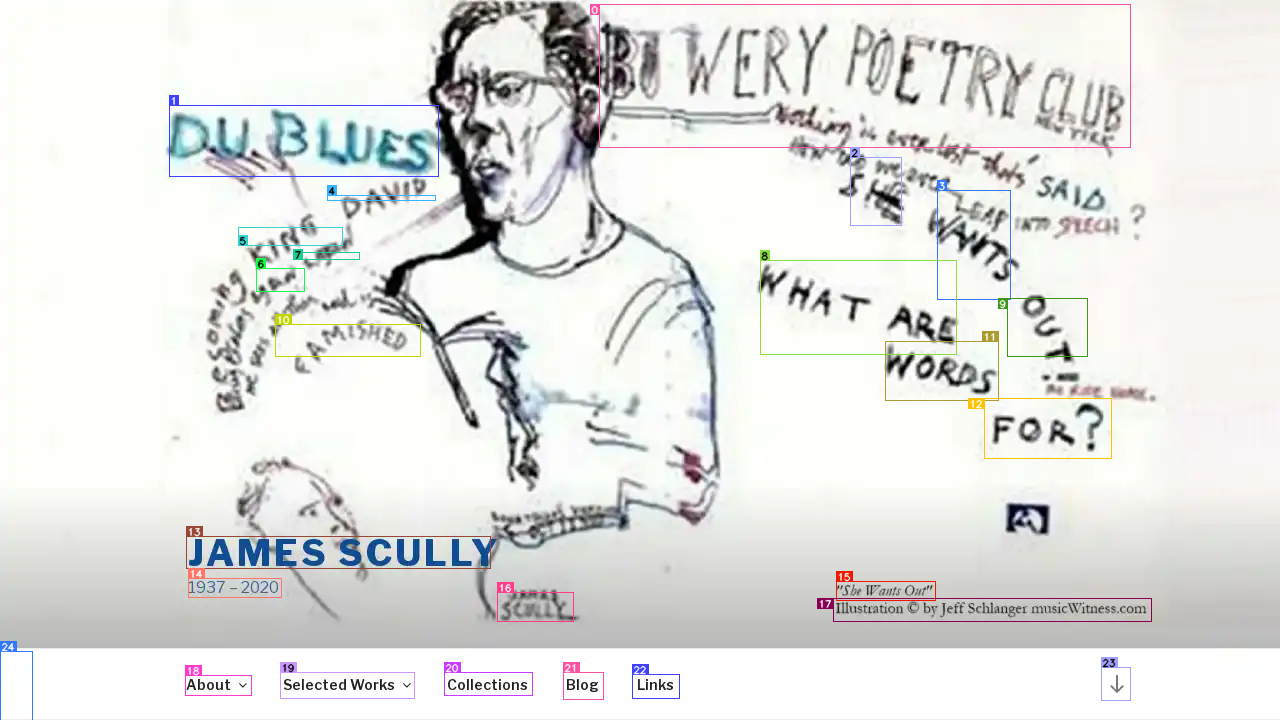 BOWERY POETRY CLUB
NEW YORK
D.U. BLUES
Nothing is ever lost that's SAID.
HOW DO we ever LEAP INTO SPEECH?
SHE
WANTS
OUT!
DAVID
KING
WHAT ARE
WORDS
FOR?
Becoming
FAMISHED
JAMES SCULLY
1937 – 2020
JAMES
SCULLY
"She Wants Out"
Illustration © by Jeff Schlanger musicWitness.com
About
Selected Works
Collections
Blog
Links